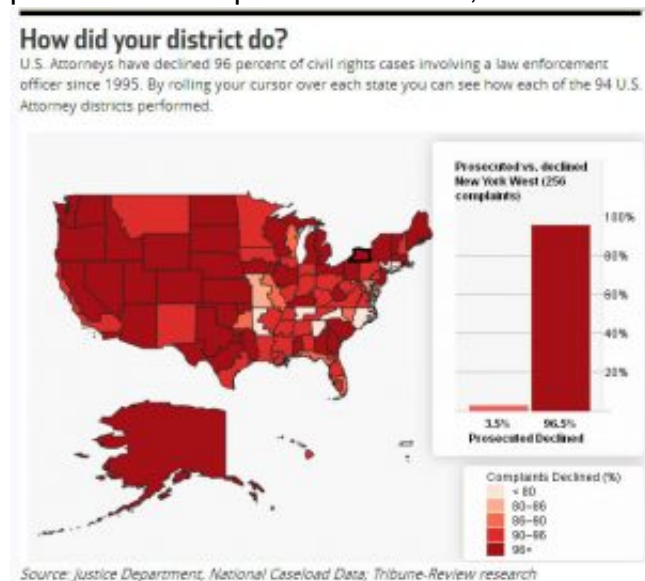 How did your district do?
U.S. Attorneys have declined 96 percent of civil rights cases involving a law enforcement
officer since 1995. By rolling your cursor over each state you can see how each of the 94 U.S.
Attorney districts performed.
Prosecuted vs. declined
New York West (256
complaints)
100%
80%
60%
40%
20%
3.5% 96.5%
Prosecuted Declined
Complaints Declined (%)
< 80
80-86
86-90
90-96
96+
Source: Justice Department, National Caseload Data; Tribune-Review research